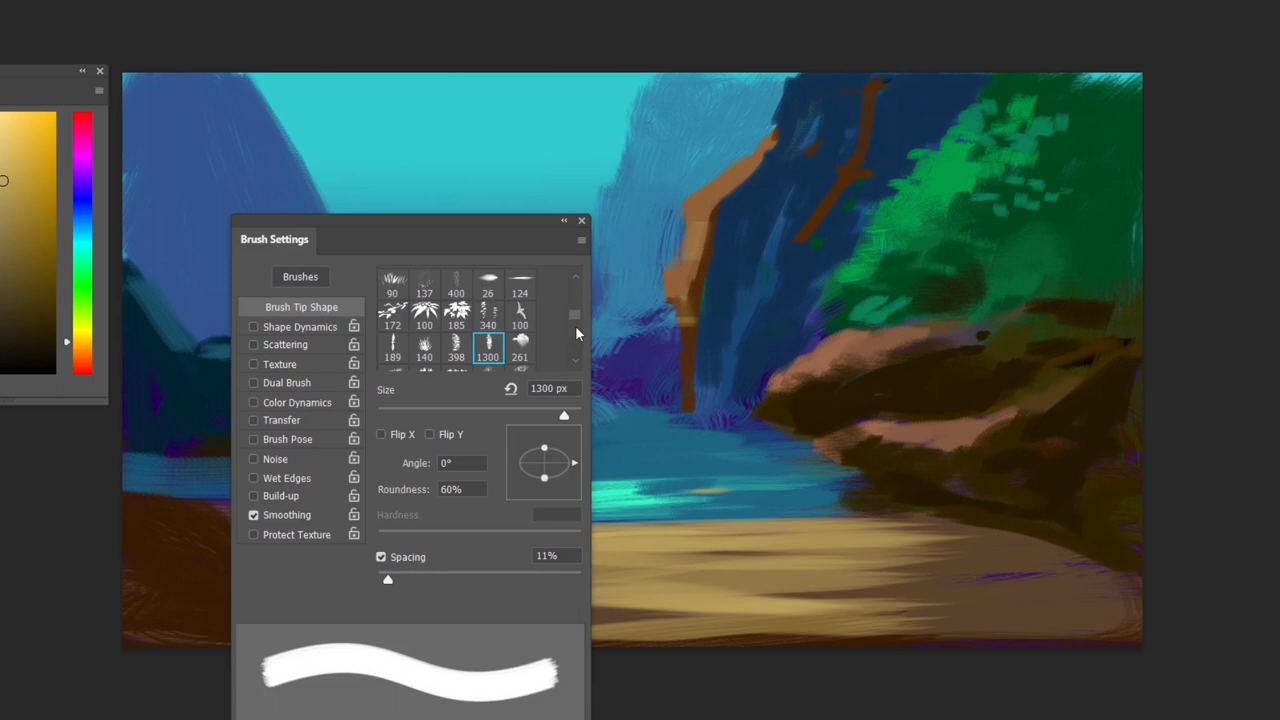 Brush Settings
Brushes
90 137 400 26 124
172 100 185 340 100
189 140 398 1300 261
Brush Tip Shape
Shape Dynamics
Scattering
Texture
Dual Brush
Color Dynamics
Transfer
Brush Pose
Noise
Wet Edges
Build-up
Smoothing
Protect Texture
Size 1300 px
Flip X Flip Y
Angle: 0°
Roundness: 60%
Hardness
Spacing 11%